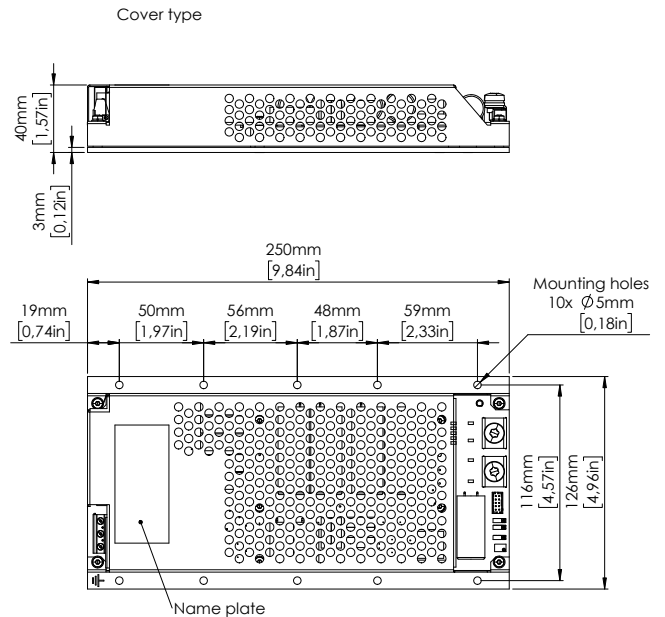 Cover type
40mm
[1,57in]
3mm
[0,12in]
250mm
[9,84in]
19mm
[0,74in]
50mm
[1,97in]
56mm
[2,19in]
48mm
[1,87in]
59mm
[2,33in]
Mounting holes
10x Ø5mm
[0,18in]
116mm
[4,57in]
126mm
[4,96in]
Name plate